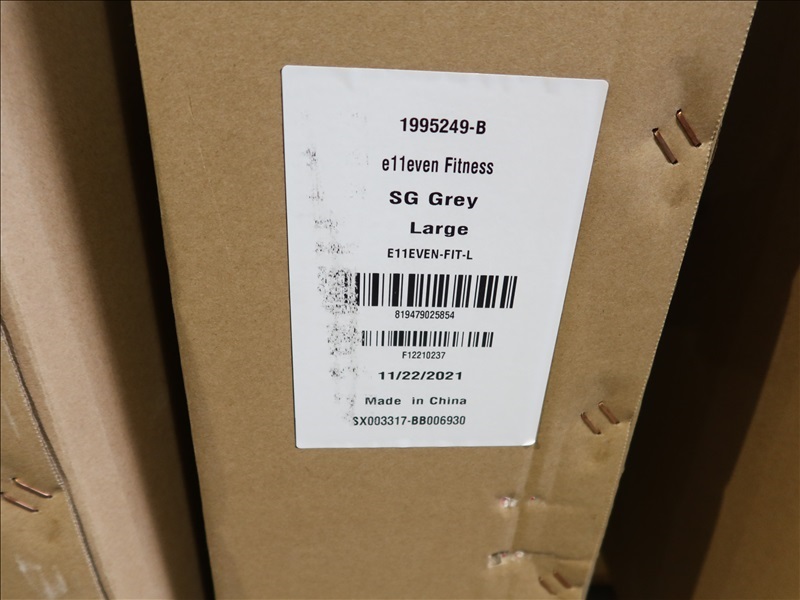 1995249-B
e11even Fitness
SG Grey
Large
E11EVEN-FIT-L
819479025854
F12210237
11/22/2021
Made in China
SX003317-BB006930